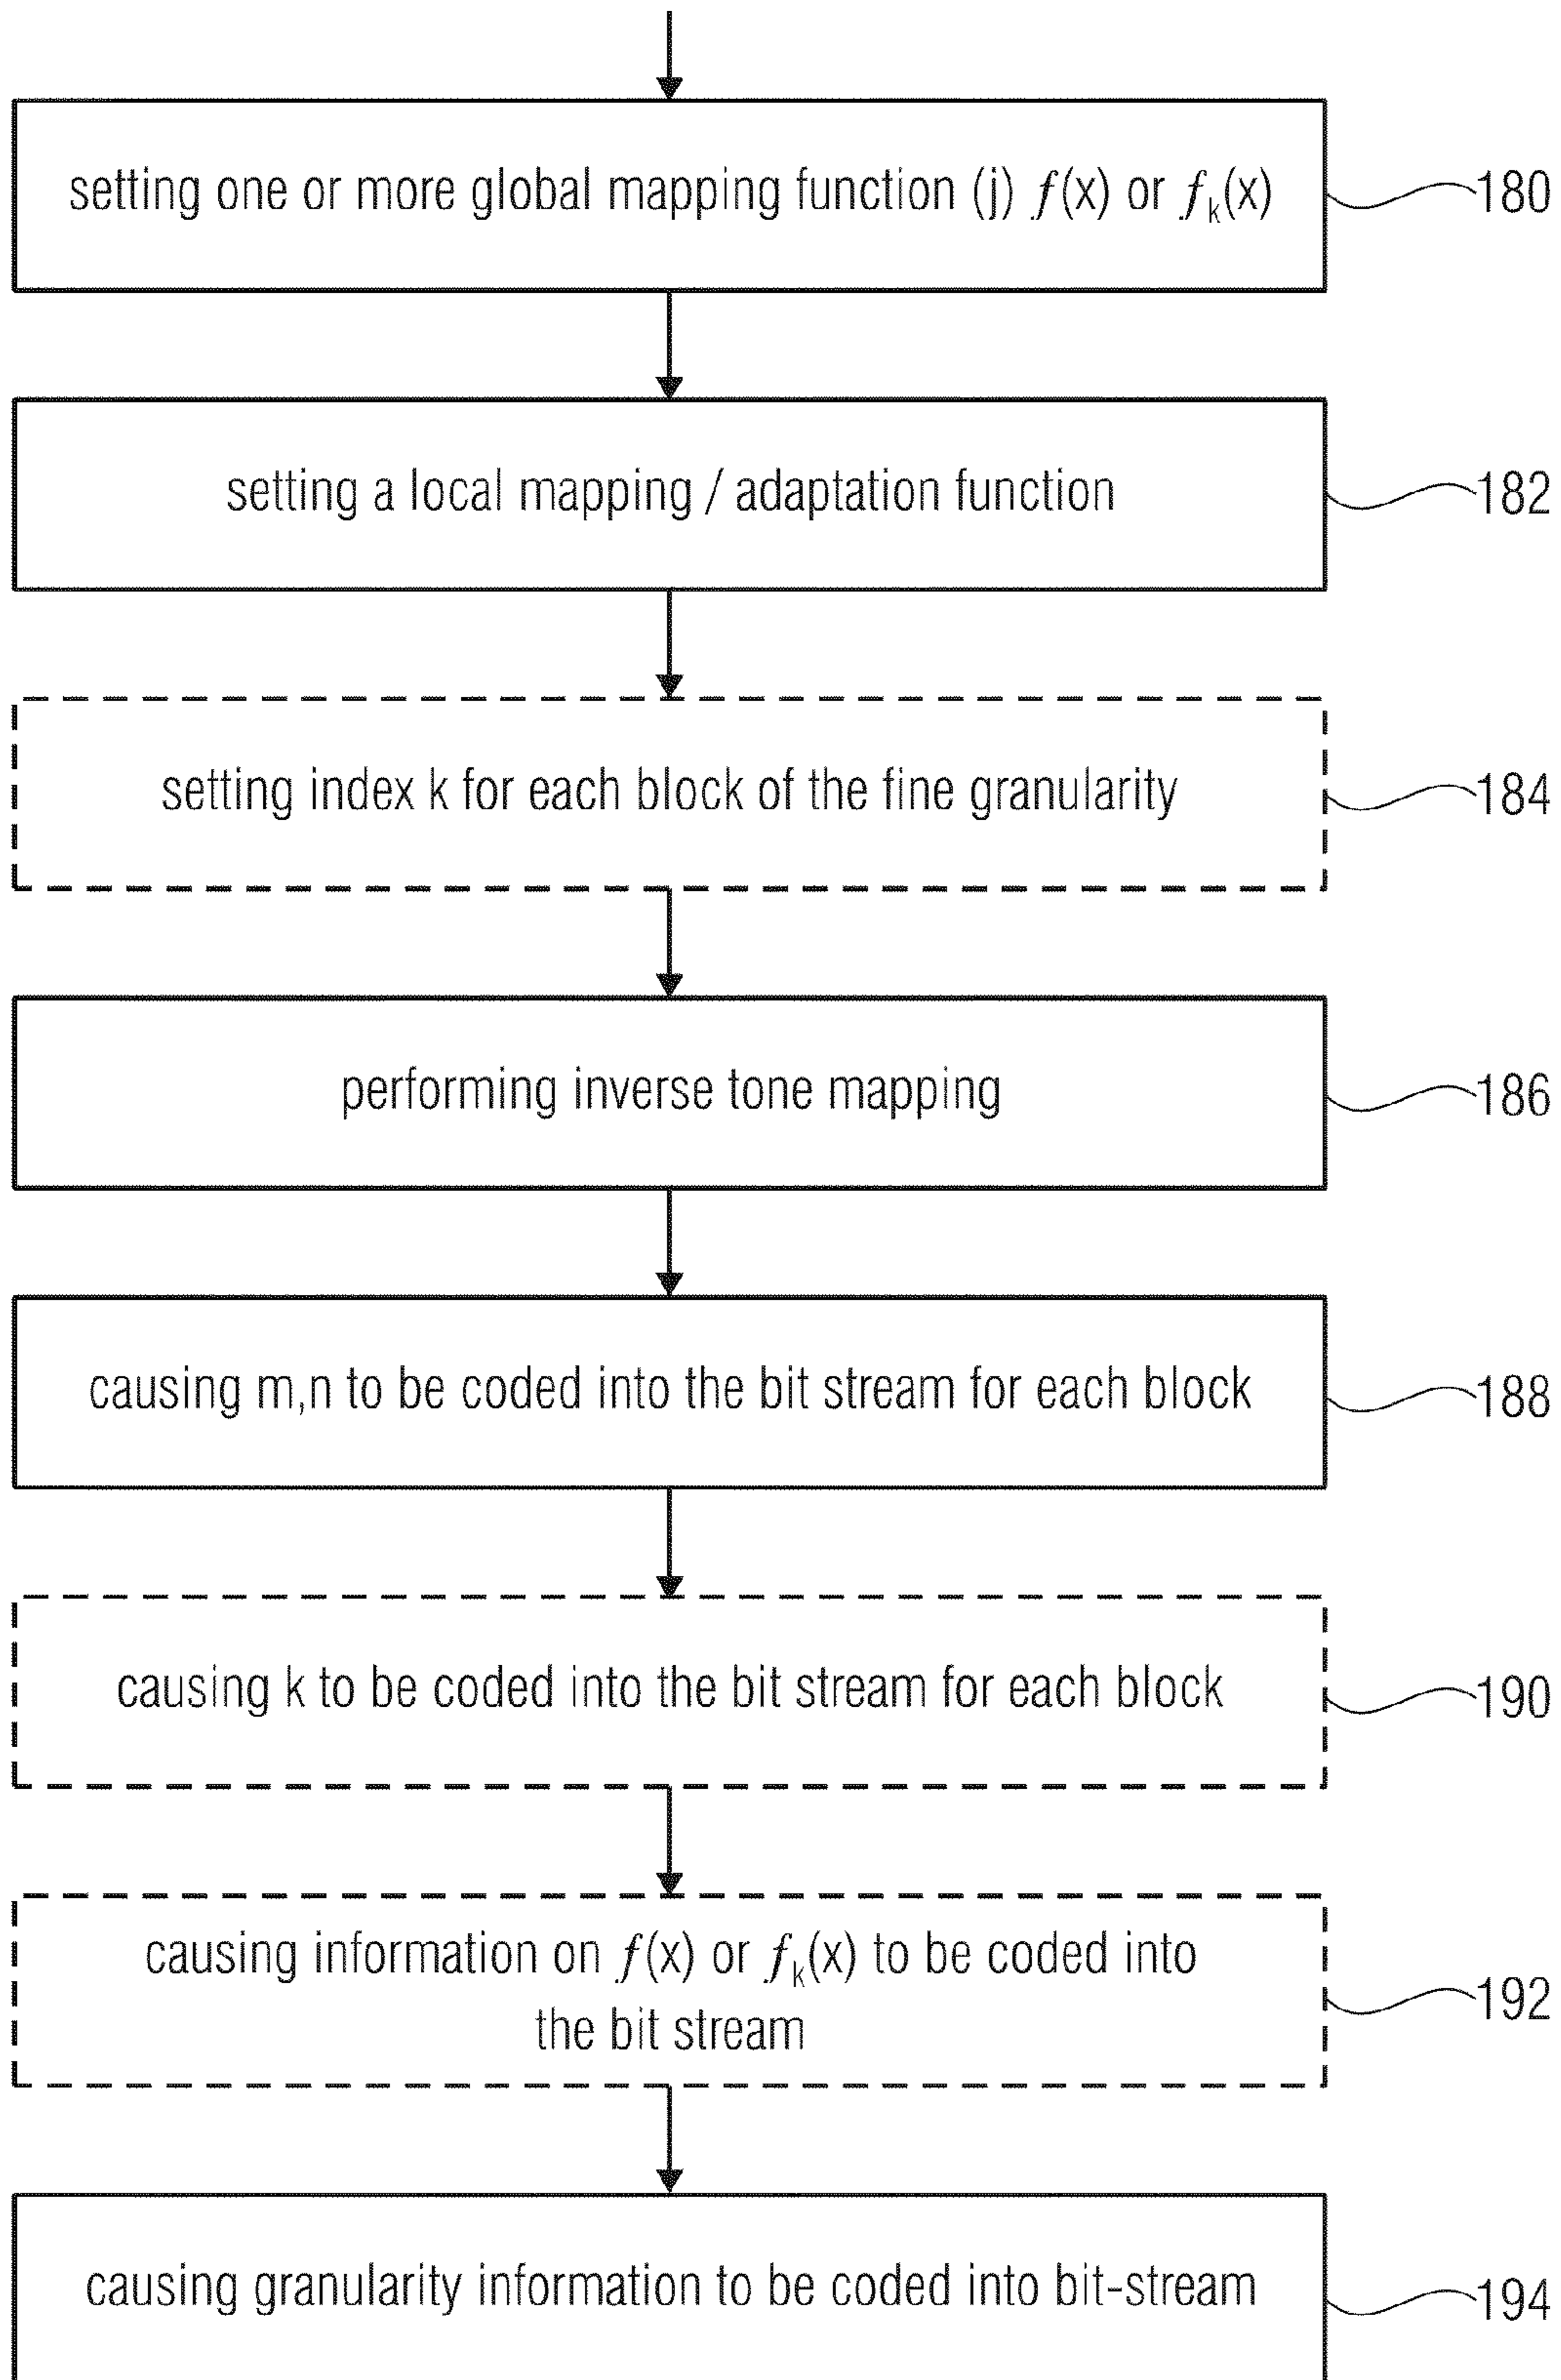 setting one or more global mapping function (j) f(x) or fₖ(x)
180
setting a local mapping / adaptation function
182
setting index k for each block of the fine granularity
184
performing inverse tone mapping
186
causing m,n to be coded into the bit stream for each block
188
causing k to be coded into the bit stream for each block
190
causing information on f(x) or fₖ(x) to be coded into
the bit stream
192
causing granularity information to be coded into bit-stream
194